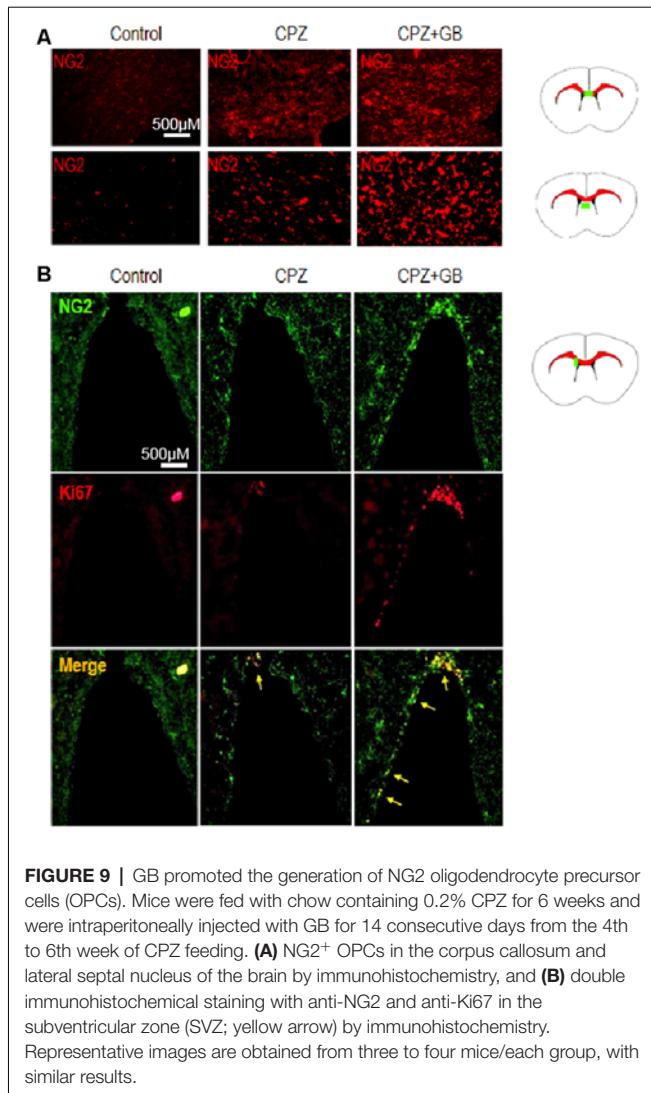 A
Control CPZ CPZ+GB
NG2 NG2 NG2
500μM
NG2 NG2 NG2
B
Control CPZ CPZ+GB
NG2
500μM
Ki67
Merge
FIGURE 9 | GB promoted the generation of NG2 oligodendrocyte precursor
cells (OPCs). Mice were fed with chow containing 0.2% CPZ for 6 weeks and
were intraperitoneally injected with GB for 14 consecutive days from the 4th
to 6th week of CPZ feeding. (A) NG2⁺ OPCs in the corpus callosum and
lateral septal nucleus of the brain by immunohistochemistry, and (B) double
immunohistochemical staining with anti-NG2 and anti-Ki67 in the
subventricular zone (SVZ; yellow arrow) by immunohistochemistry.
Representative images are obtained from three to four mice/each group, with
similar results.